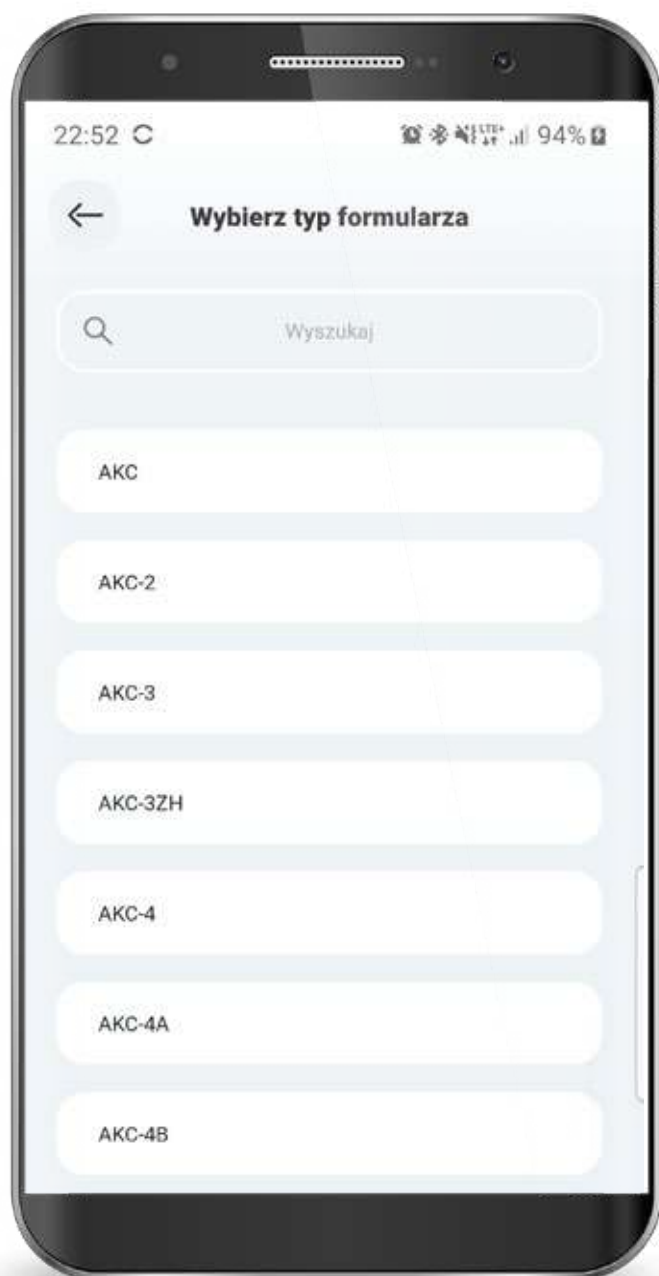 22:52
LTE+ 94%
Wybierz typ formularza
Wyszukaj
AKC
AKC-2
AKC-3
AKC-3ZH
AKC-4
AKC-4A
AKC-4B